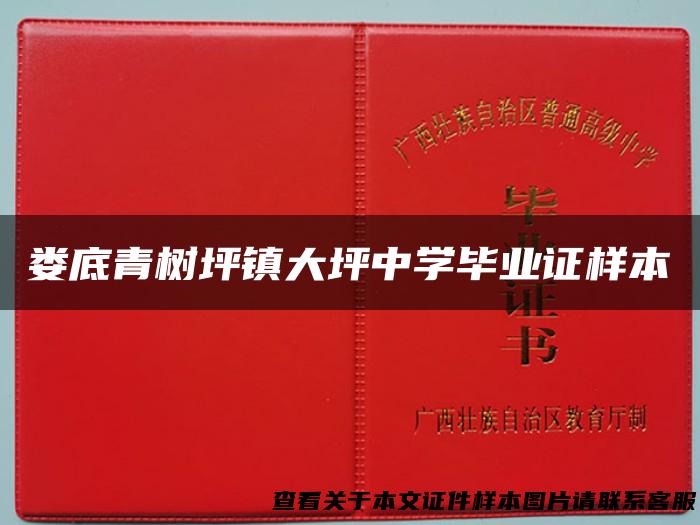 广西壮族自治区普通高级中学
毕业证书
娄底青树坪镇大坪中学毕业证样本
广西壮族自治区教育厅制
查看关于本文证件样本图片请联系客服